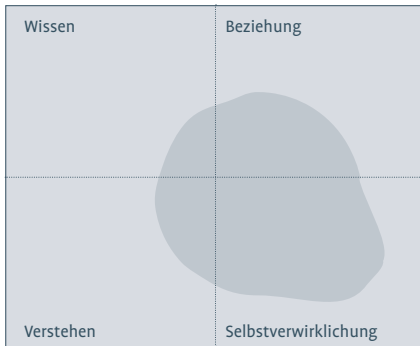 Wissen
Beziehung
Verstehen
Selbstverwirklichung